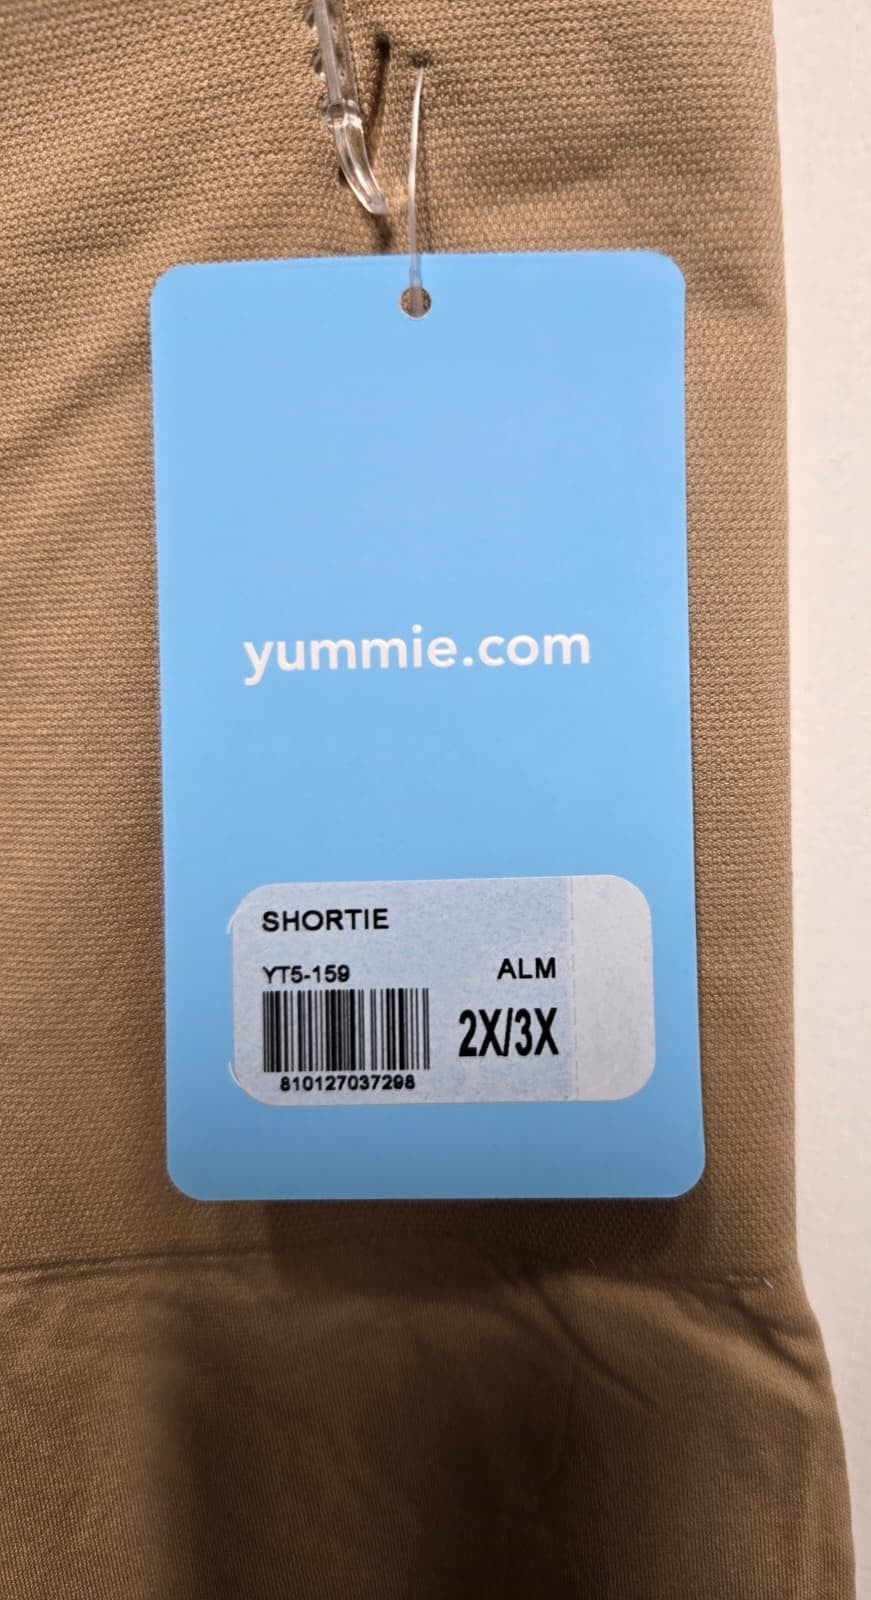 yummie.com
SHORTIE
YT5-159 ALM
2X/3X
810127037298